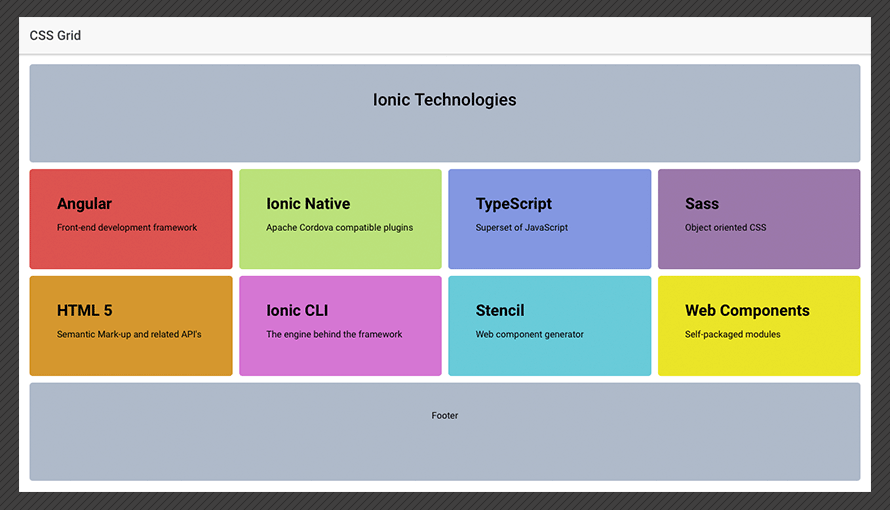 CSS Grid
Ionic Technologies
Angular
Front-end development framework
Ionic Native
Apache Cordova compatible plugins
TypeScript
Superset of JavaScript
Sass
Object oriented CSS
HTML 5
Semantic Mark-up and related API's
Ionic CLI
The engine behind the framework
Stencil
Web component generator
Web Components
Self-packaged modules
Footer